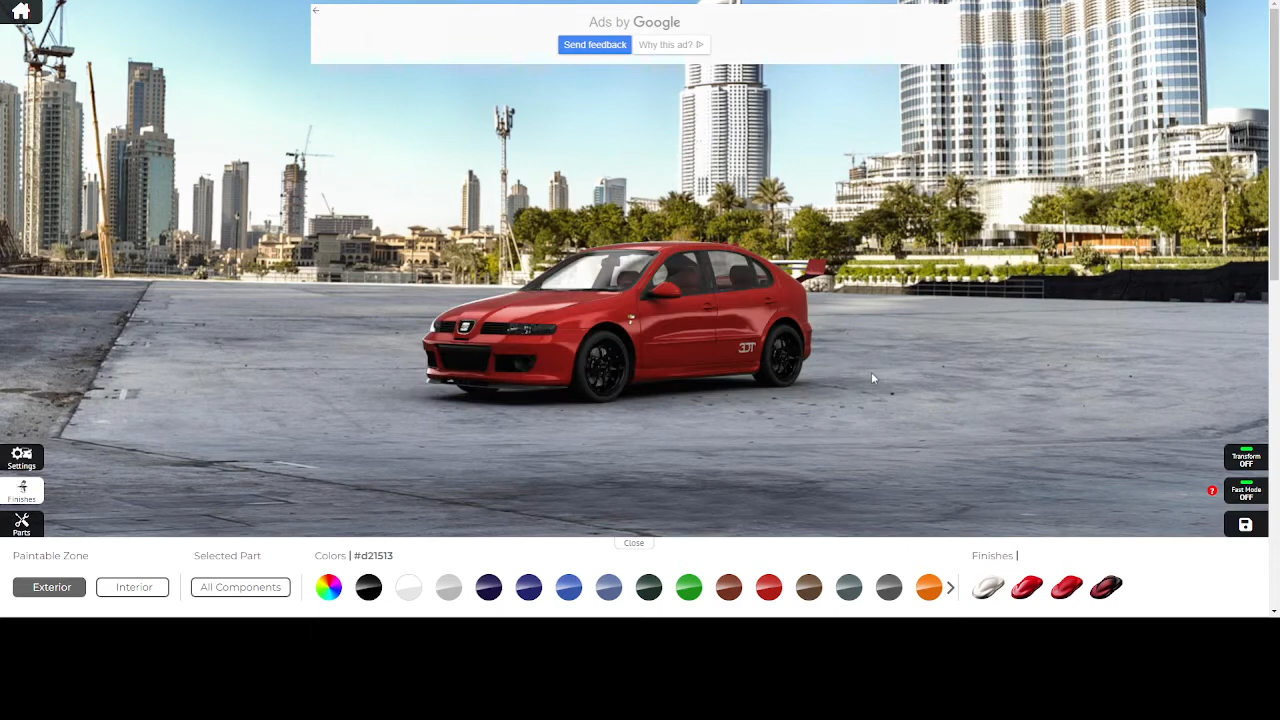 Ads by Google
Send feedback
Why this ad?
3DT
Settings
Finishes
Parts
Transform
OFF
?
Fast Mode
OFF
Close
Paintable Zone
Selected Part
Colors | #d21513
Finishes |
Exterior
Interior
All Components